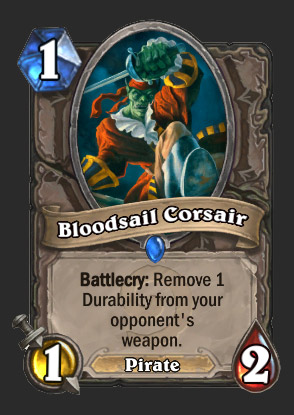 1
Bloodsail Corsair
Battlecry: Remove 1
Durability from your
opponent's
weapon.
1
Pirate
2